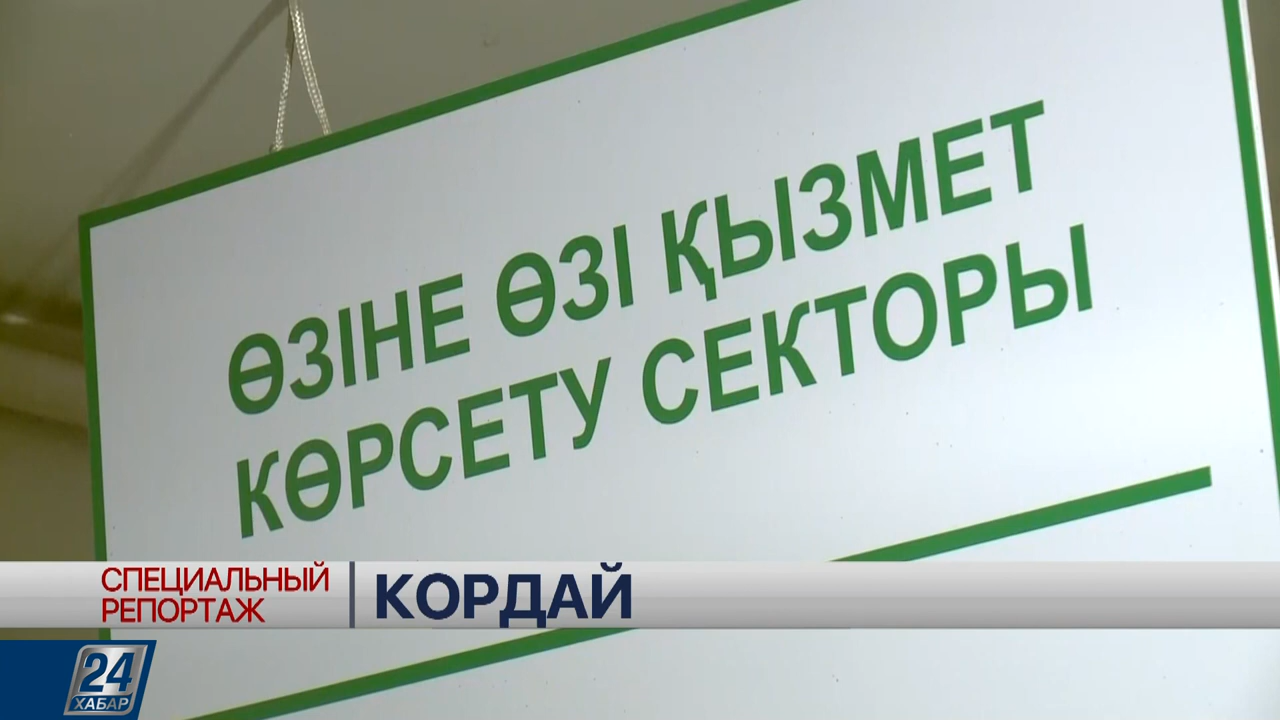 ӨЗІНЕ ӨЗІ ҚЫЗМЕТ
КӨРСЕТУ СЕКТОРЫ
СПЕЦИАЛЬНЫЙ
РЕПОРТАЖ
КОРДАЙ
24
ХАБАР